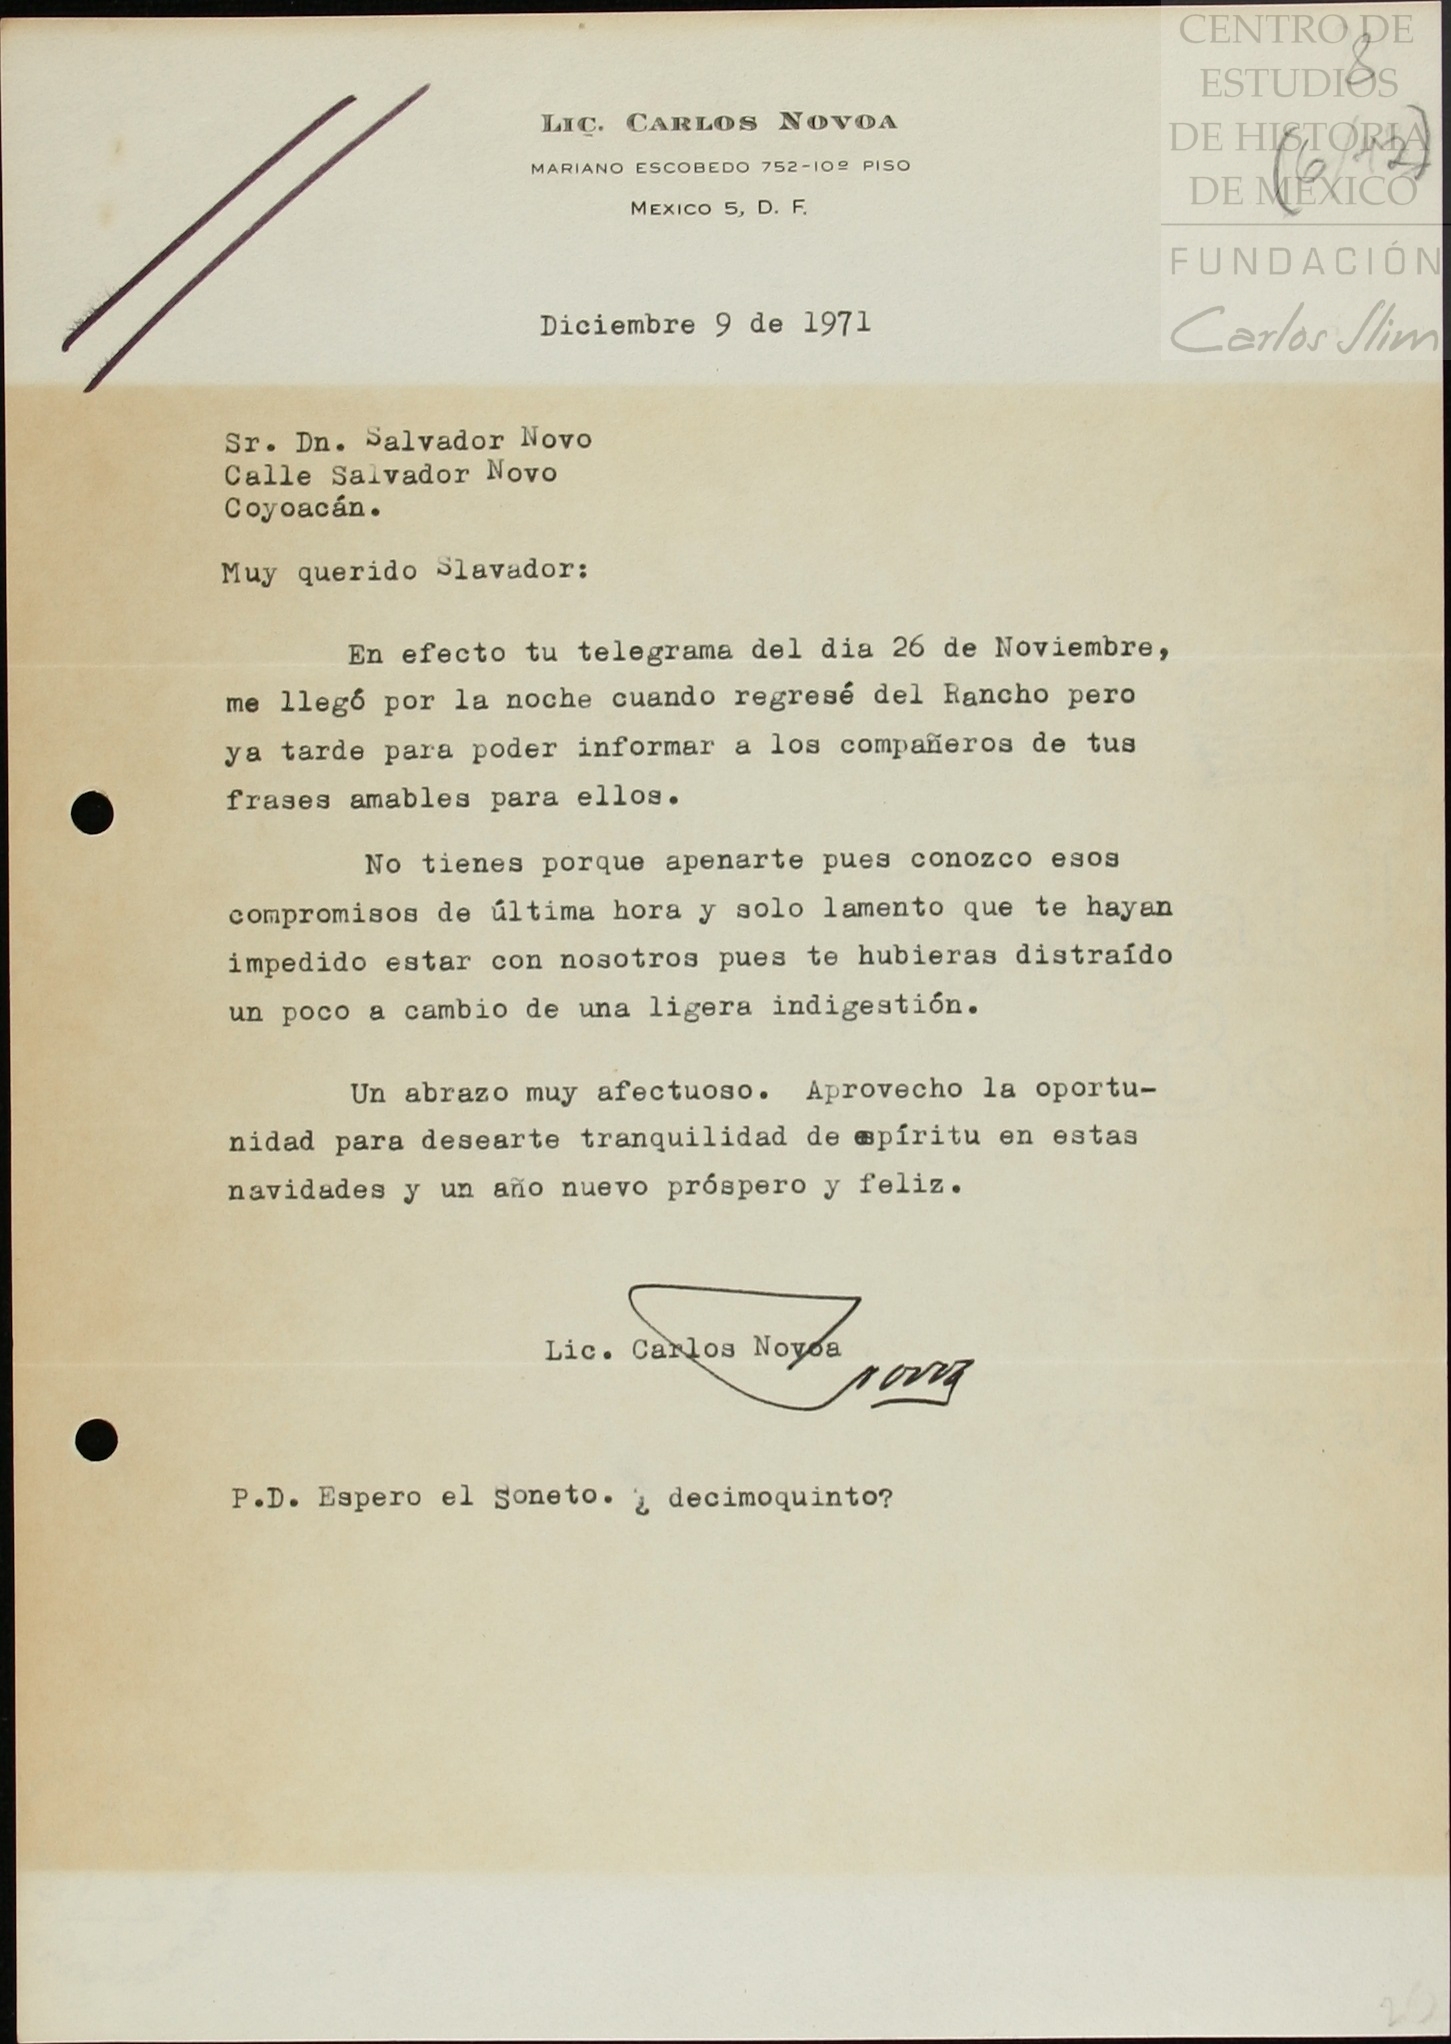 CENTRO DE
ESTUDIOS
DE HISTORIA
DE MÉXICO
FUNDACIÓN
Carlos Slim
8
LIC. CARLOS NOVOA
MARIANO ESCOBEDO 752-10º PISO
MEXICO 5, D. F.
Diciembre 9 de 1971
Sr. Dn. Salvador Novo
Calle Salvador Novo
Coyoacán.
Muy querido Slavador:
En efecto tu telegrama del dia 26 de Noviembre,
me llegó por la noche cuando regresé del Rancho pero
ya tarde para poder informar a los compañeros de tus
frases amables para ellos.
No tienes porque apenarte pues conozco esos
compromisos de última hora y solo lamento que te hayan
impedido estar con nosotros pues te hubieras distraído
un poco a cambio de una ligera indigestión.
Un abrazo muy afectuoso. Aprovecho la oportu-
nidad para desearte tranquilidad de espíritu en estas
navidades y un año nuevo próspero y feliz.
Lic. Carlos Novoa
novoa
P.D. Espero el Soneto. ¿ decimoquinto?